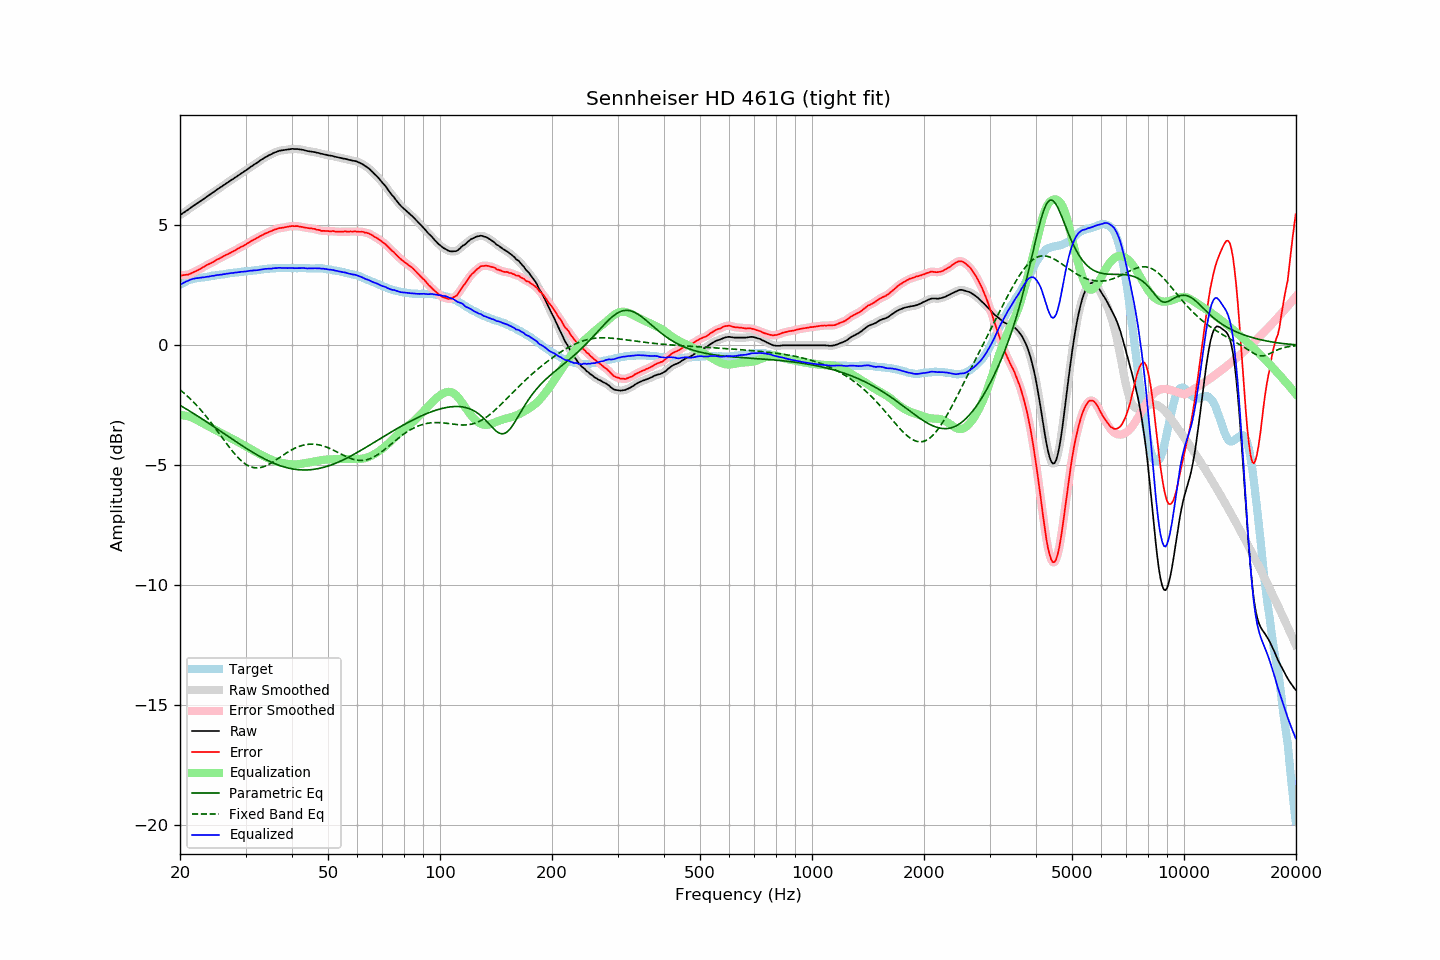 Sennheiser HD 461G (tight fit)
Amplitude (dBr)
5
0
−5
−10
−15
−20
Target
Raw Smoothed
Error Smoothed
Raw
Error
Equalization
Parametric Eq
Fixed Band Eq
Equalized
20 50 100 200 500 1000 2000 5000 10000 20000
Frequency (Hz)